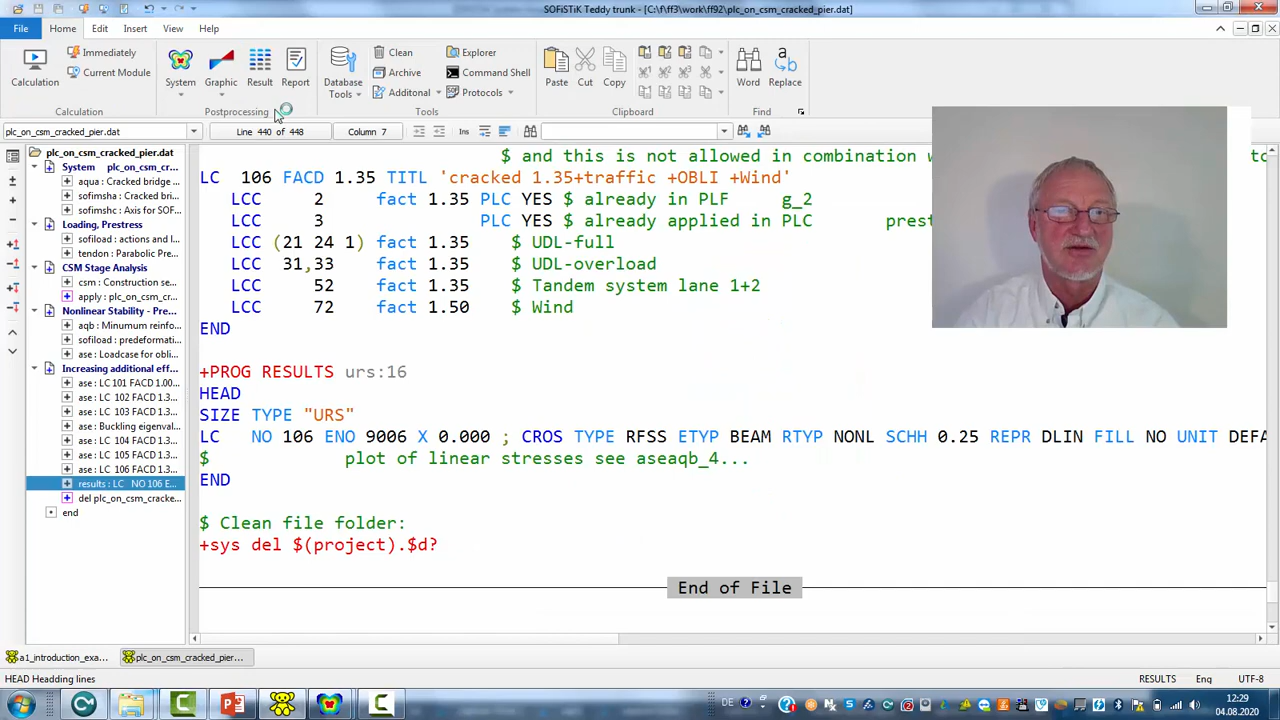 SOFiSTiK Teddy trunk - [C:\f\ff3\work\ff92\plc_on_csm_cracked_pier.dat]
File Home Edit Insert View Help
Calculation
Immediately
Current Module
Calculation
System Graphic Result Report
Postprocessing
Database Tools
Clean
Archive
Additonal
Explorer
Command Shell
Protocols
Tools
Paste Cut Copy
Clipboard
Word Replace
Find
plc_on_csm_cracked_pier.dat Line 440 of 448 Column 7 Ins
plc_on_csm_cracked_pier.dat
System plc_on_csm_cr...
aqua : Cracked bridge ...
sofimsha : Cracked bri...
sofimshc : Axis for SOF...
Loading, Prestress
sofiload : actions and l...
tendon : Parabolic Pre...
CSM Stage Analysis
csm : Construction se...
apply : plc_on_csm_cr...
Nonlinear Stability - Pre...
aqb : Minumum reinfo...
sofiload : predeformati...
ase : Loadcase for obli...
Increasing additional eff...
ase : LC 101 FACD 1.00...
ase : LC 102 FACD 1.3...
ase : LC 103 FACD 1.3...
ase : Buckling eigenval...
ase : LC 104 FACD 1.3...
ase : LC 105 FACD 1.3...
ase : LC 106 FACD 1.3...
results : LC NO 106 E...
del plc_on_csm_cracke...
end
$ and this is not allowed in combination
LC 106 FACD 1.35 TITL 'cracked 1.35+traffic +OBLI +Wind'
LCC 2 fact 1.35 PLC YES $ already in PLF g_2
LCC 3 PLC YES $ already applied in PLC
LCC (21 24 1) fact 1.35 $ UDL-full
LCC 31,33 fact 1.35 $ UDL-overload
LCC 52 fact 1.35 $ Tandem system lane 1+2
LCC 72 fact 1.50 $ Wind
END
+PROG RESULTS urs:16
HEAD
SIZE TYPE "URS"
LC NO 106 ENO 9006 X 0.000 ; CROS TYPE RFSS ETYP BEAM RTYP NONL SCHH 0.25 REPR DLIN FILL NO UNIT DEFA
$ plot of linear stresses see aseaqb_4...
END
$ Clean file folder:
+sys del $(project).$d?
End of File
a1_introduction_exa... plc_on_csm_cracked_pier...
HEAD Heading lines RESULTS Enq UTF-8
DE 12:29
04.08.2020